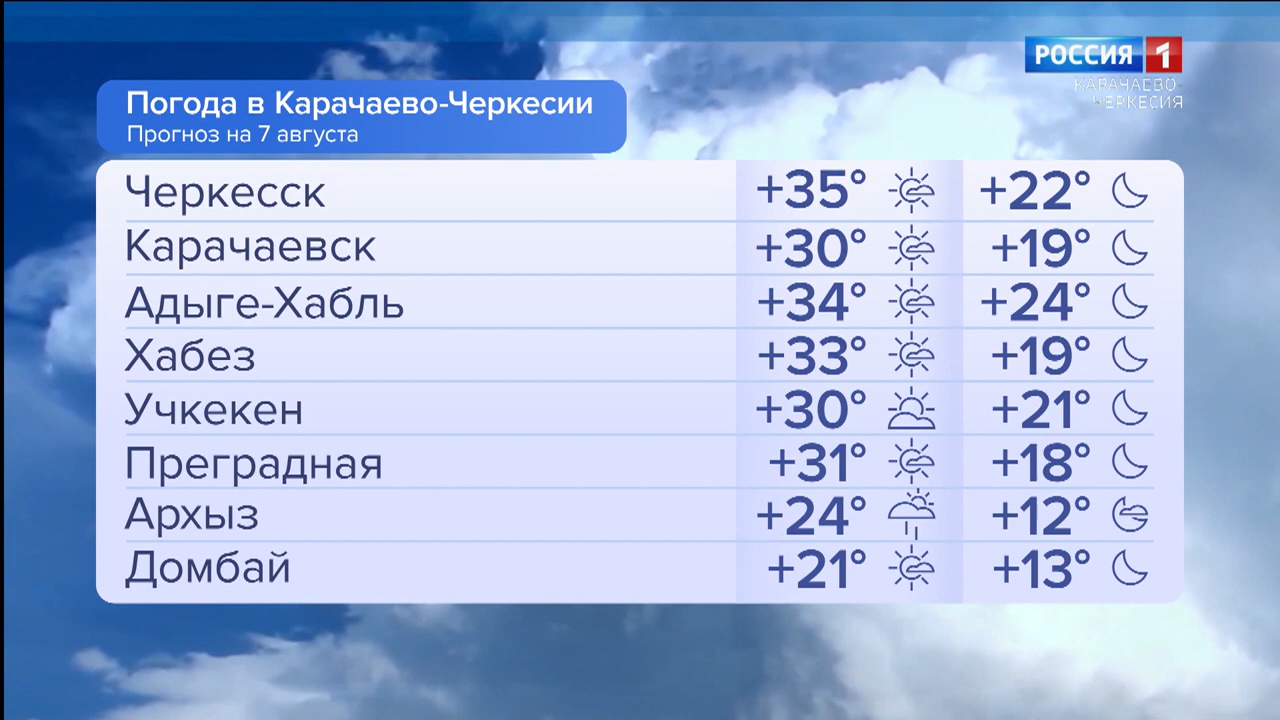 РОССИЯ 1
КАРАЧАЕВО-
ЧЕРКЕСИЯ
Погода в Карачаево-Черкесии
Прогноз на 7 августа
Черкесск +35° +22°
Карачаевск +30° +19°
Адыге-Хабль +34° +24°
Хабез +33° +19°
Учкекен +30° +21°
Преградная +31° +18°
Архыз +24° +12°
Домбай +21° +13°